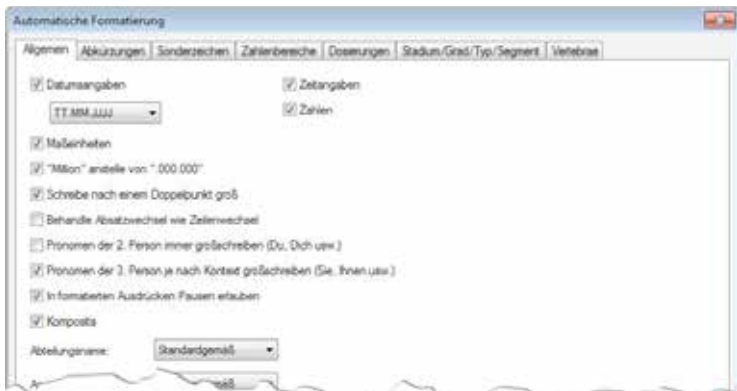 Automatische Formatierung
Allgemein Abkürzungen Sonderzeichen Zahlenbereiche Dosierungen Stadium/Grad/Typ/Segment Vertebrae
Datumsangaben Zeitangaben
TT.MM.JJJJ Zahlen
Maßeinheten
"Million" anstelle von ".000.000"
Schreibe nach einem Doppelpunkt groß
Behandle Absatzwechsel wie Zeilenwechsel
Pronomen der 2. Person immer großschreiben (Du, Dich usw.)
Pronomen der 3. Person je nach Kontext großschreiben (Sie, Ihnen usw.)
In formatierten Ausdrücken Pausen erlauben
Komposita
Abteilungsname: Standardgemäß